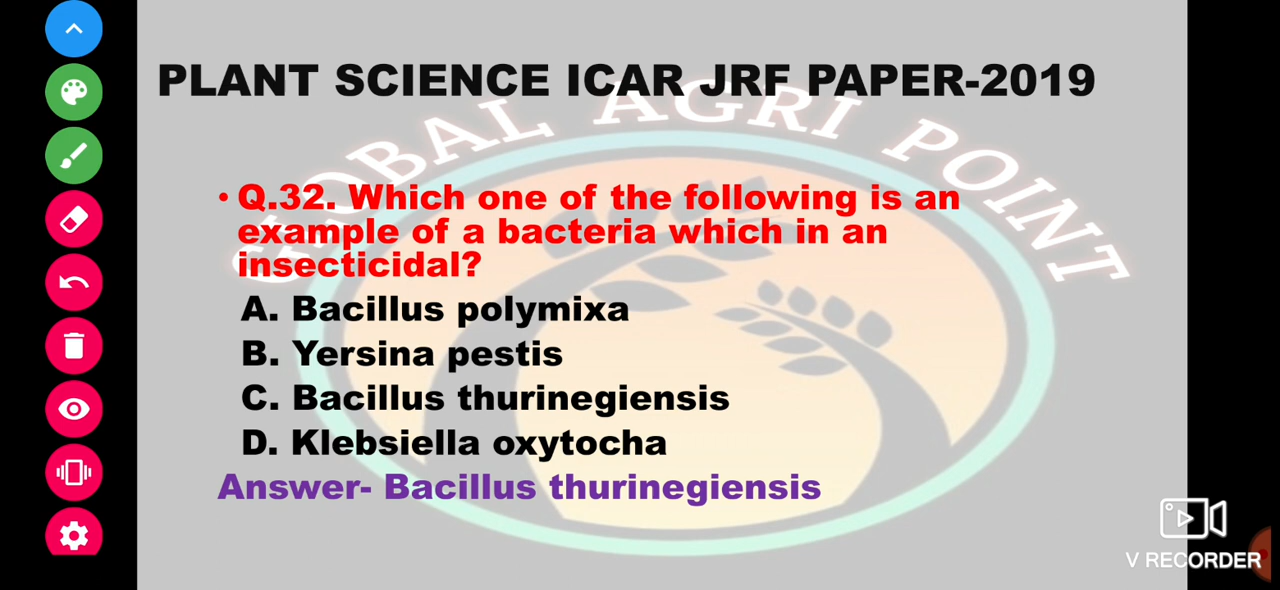 PLANT SCIENCE ICAR JRF PAPER-2019
GLOBAL AGRI POINT
• Q.32. Which one of the following is an
example of a bacteria which in an
insecticidal?
A. Bacillus polymixa
B. Yersina pestis
C. Bacillus thurinegiensis
D. Klebsiella oxytocha
Answer- Bacillus thurinegiensis
V RECORDER